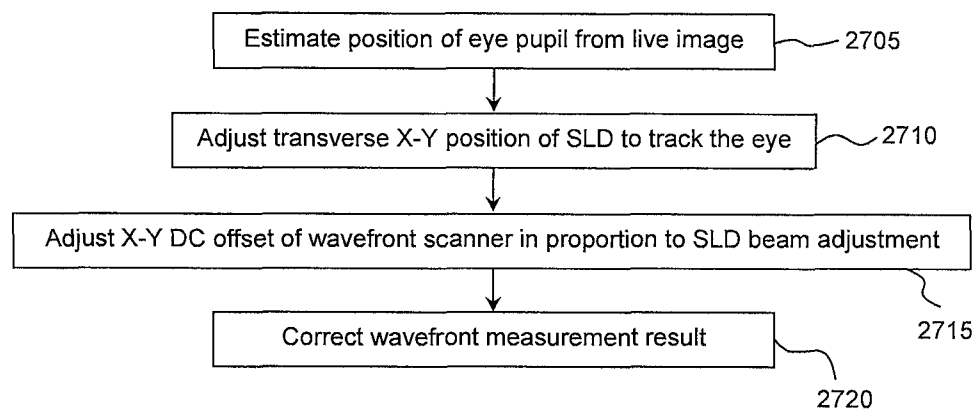 Estimate position of eye pupil from live image
2705
Adjust transverse X-Y position of SLD to track the eye
2710
Adjust X-Y DC offset of wavefront scanner in proportion to SLD beam adjustment
2715
Correct wavefront measurement result
2720